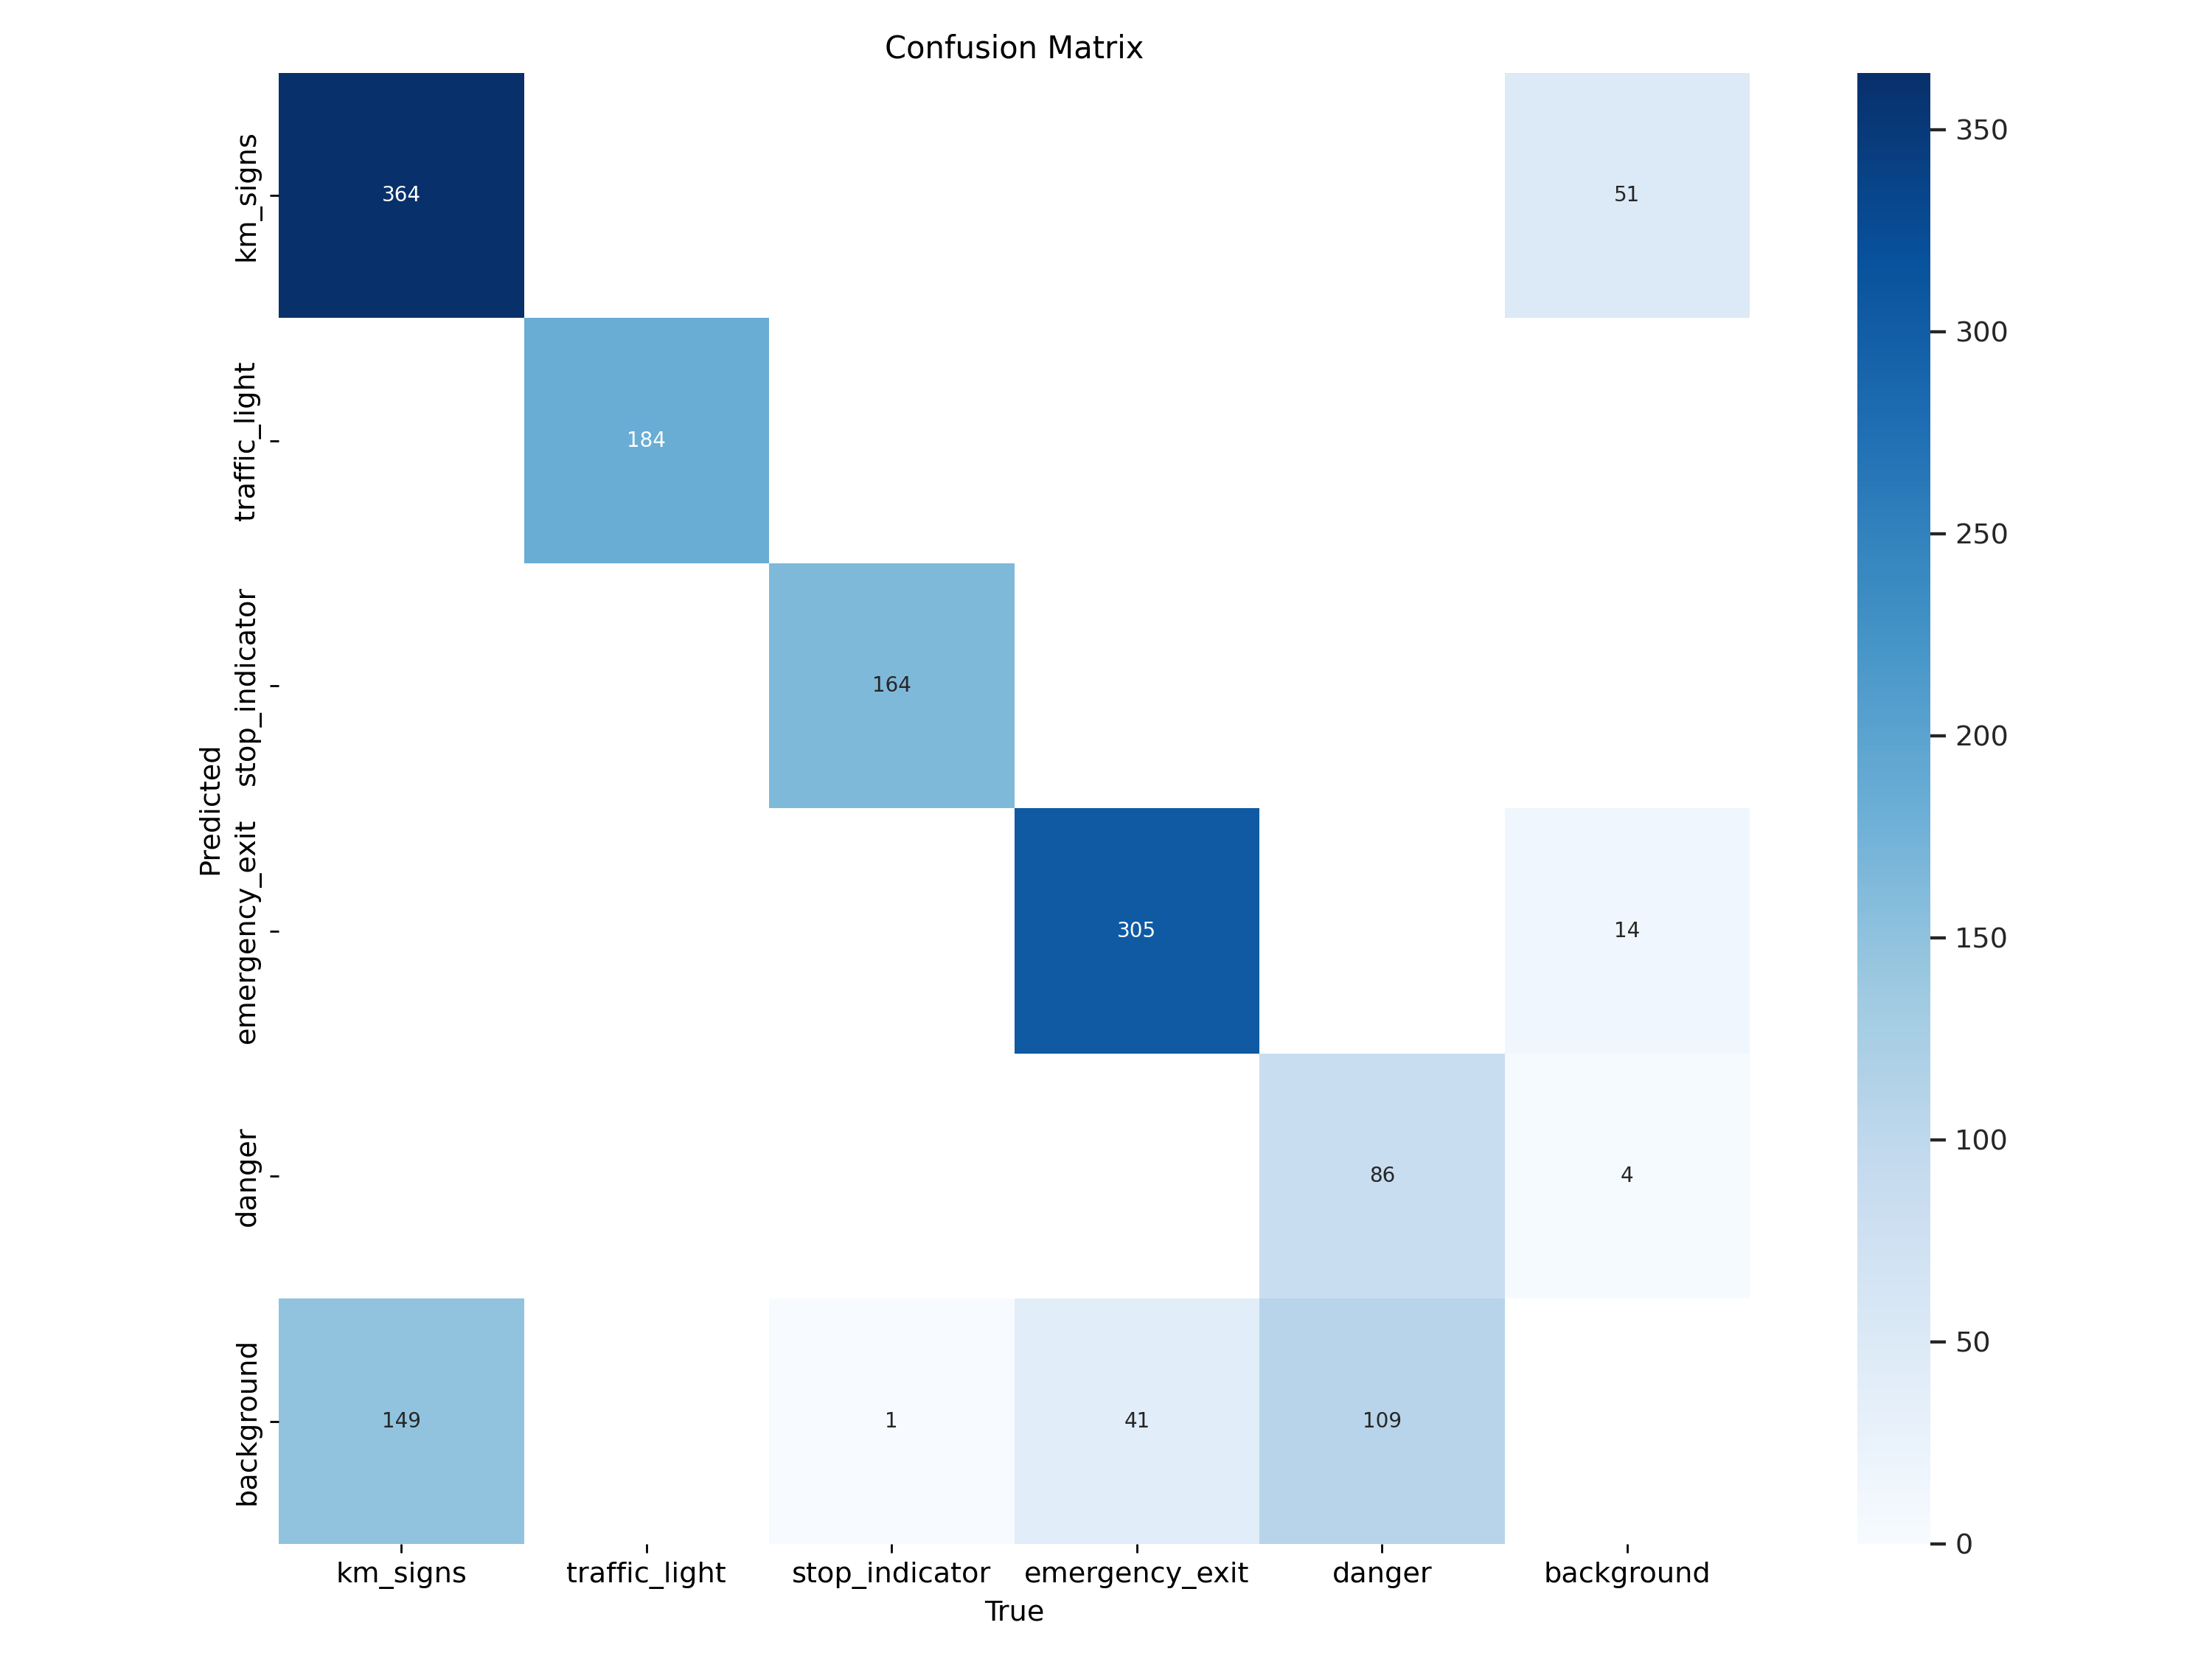 Confusion Matrix
km_signs
364
51
traffic_light
184
stop_indicator
164
emergency_exit
305
14
danger
86
4
background
149
1
41
109
Predicted
km_signs
traffic_light
stop_indicator
emergency_exit
danger
background
True
350
300
250
200
150
100
50
0